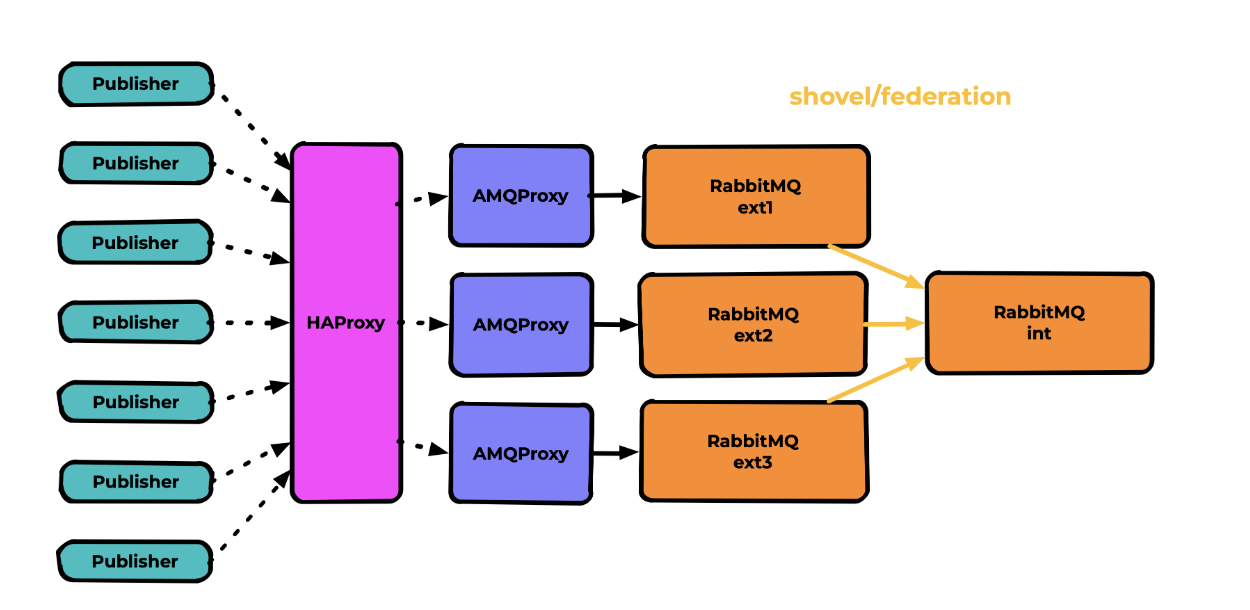 Publisher
Publisher
Publisher
Publisher
Publisher
Publisher
Publisher
HAProxy
AMQProxy
AMQProxy
AMQProxy
shovel/federation
RabbitMQ
ext1
RabbitMQ
ext2
RabbitMQ
ext3
RabbitMQ
int